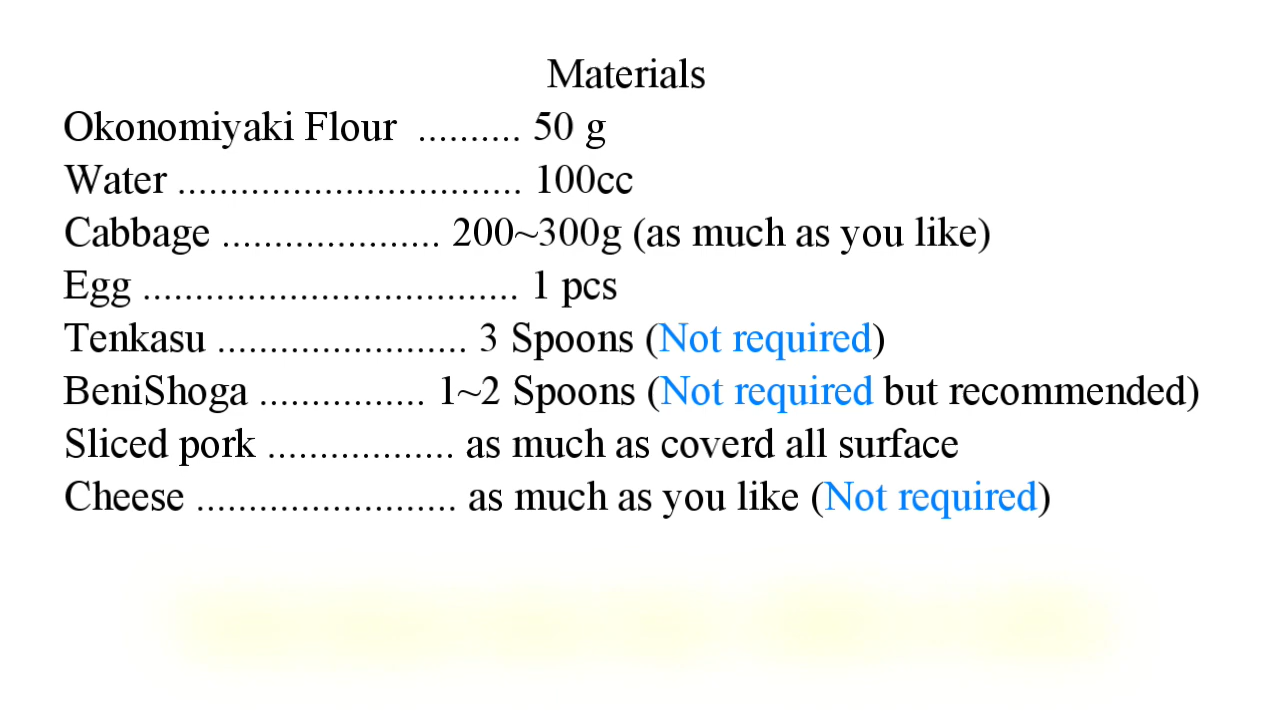 Materials
Okonomiyaki Flour .......... 50 g
Water ................................. 100cc
Cabbage ..................... 200~300g (as much as you like)
Egg .................................... 1 pcs
Tenkasu ........................ 3 Spoons (Not required)
BeniShoga ................ 1~2 Spoons (Not required but recommended)
Sliced pork .................. as much as coverd all surface
Cheese ......................... as much as you like (Not required)